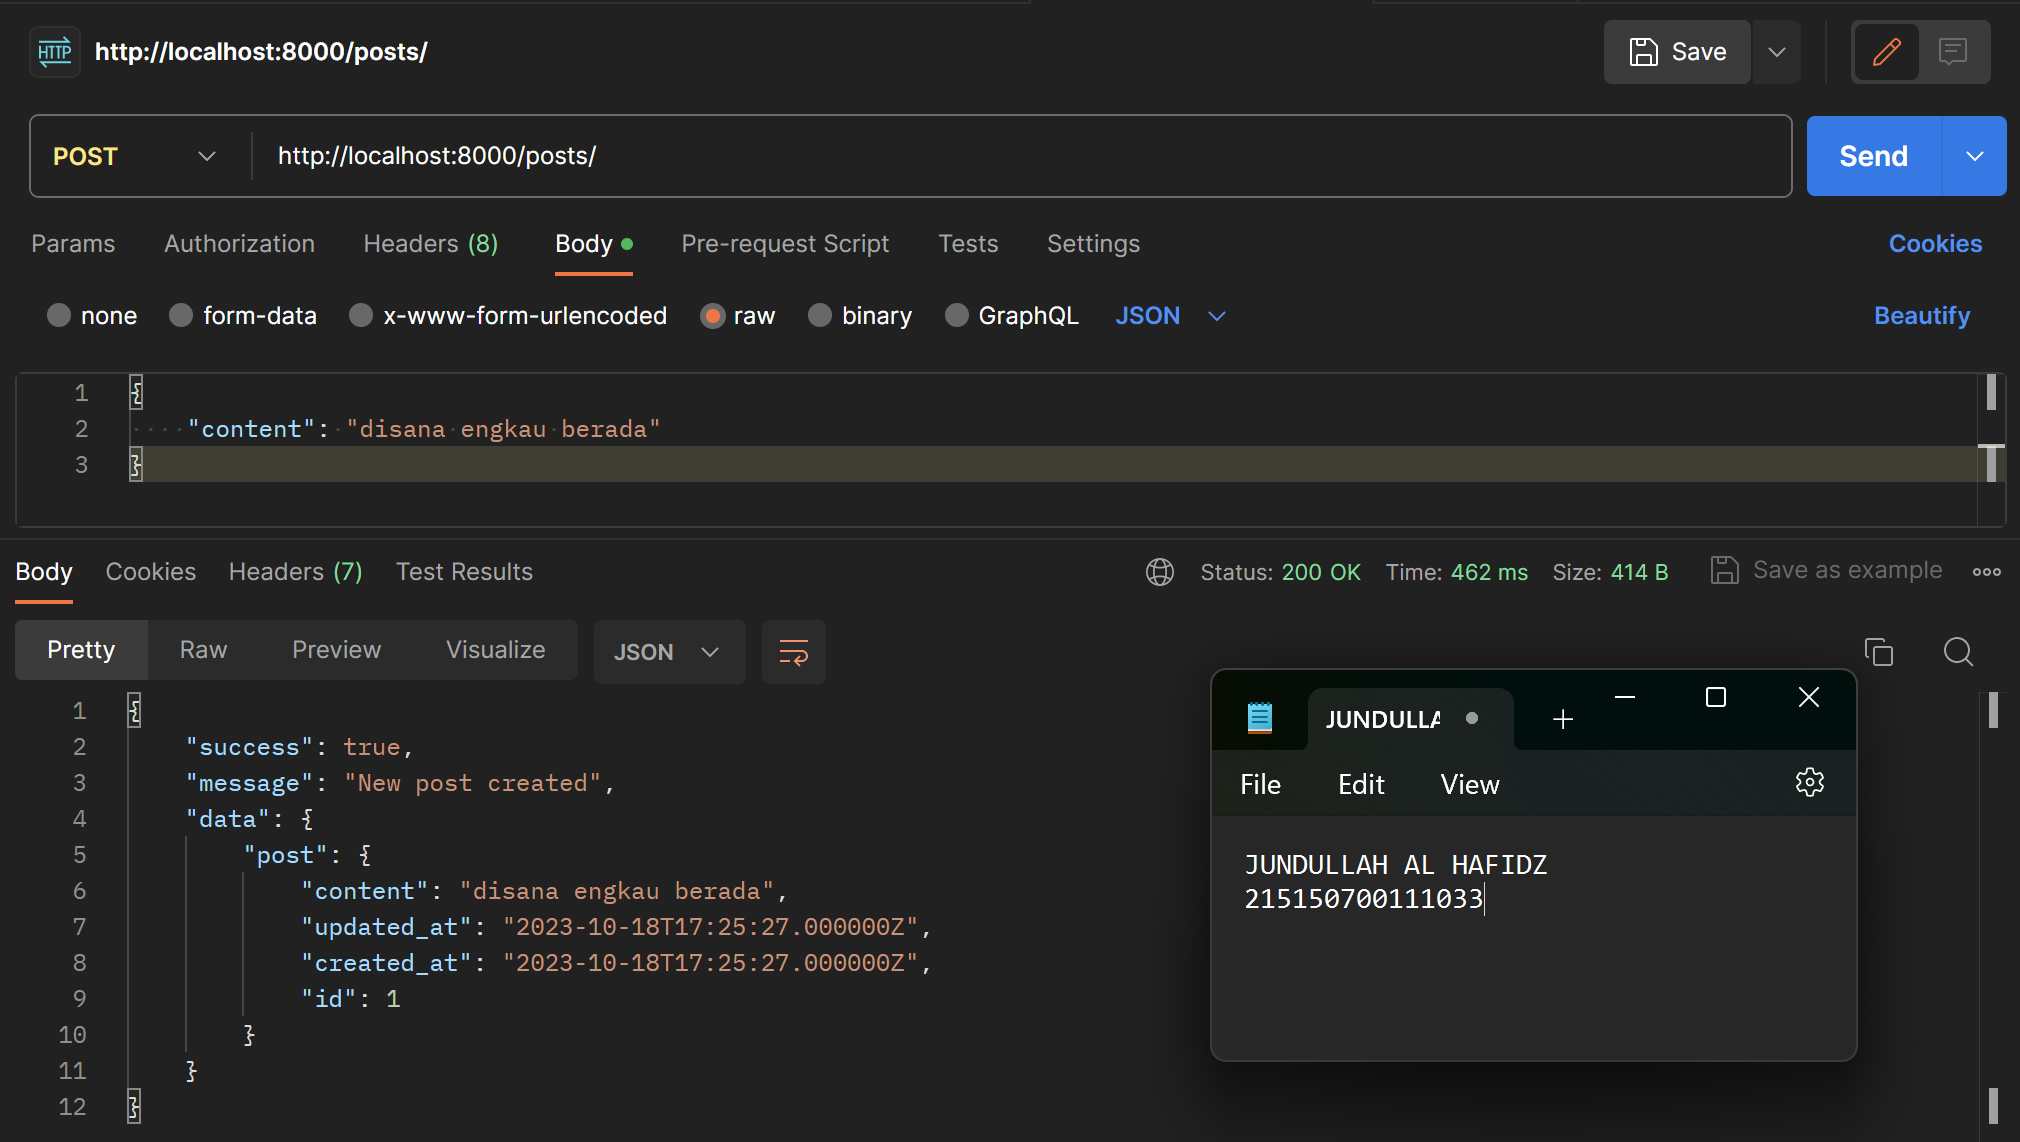 HTTP http://localhost:8000/posts/ Save
POST http://localhost:8000/posts/ Send
Params Authorization Headers (8) Body Pre-request Script Tests Settings Cookies
none form-data x-www-form-urlencoded raw binary GraphQL JSON Beautify
1 {
2 "content": "disana engkau berada"
3 }
Body Cookies Headers (7) Test Results Status: 200 OK Time: 462 ms Size: 414 B Save as example
Pretty Raw Preview Visualize JSON
1 {
2 "success": true,
3 "message": "New post created",
4 "data": {
5 "post": {
6 "content": "disana engkau berada",
7 "updated_at": "2023-10-18T17:25:27.000000Z",
8 "created_at": "2023-10-18T17:25:27.000000Z",
9 "id": 1
10 }
11 }
12 }
JUNDULLA
File Edit View
JUNDULLAH AL HAFIDZ
215150700111033